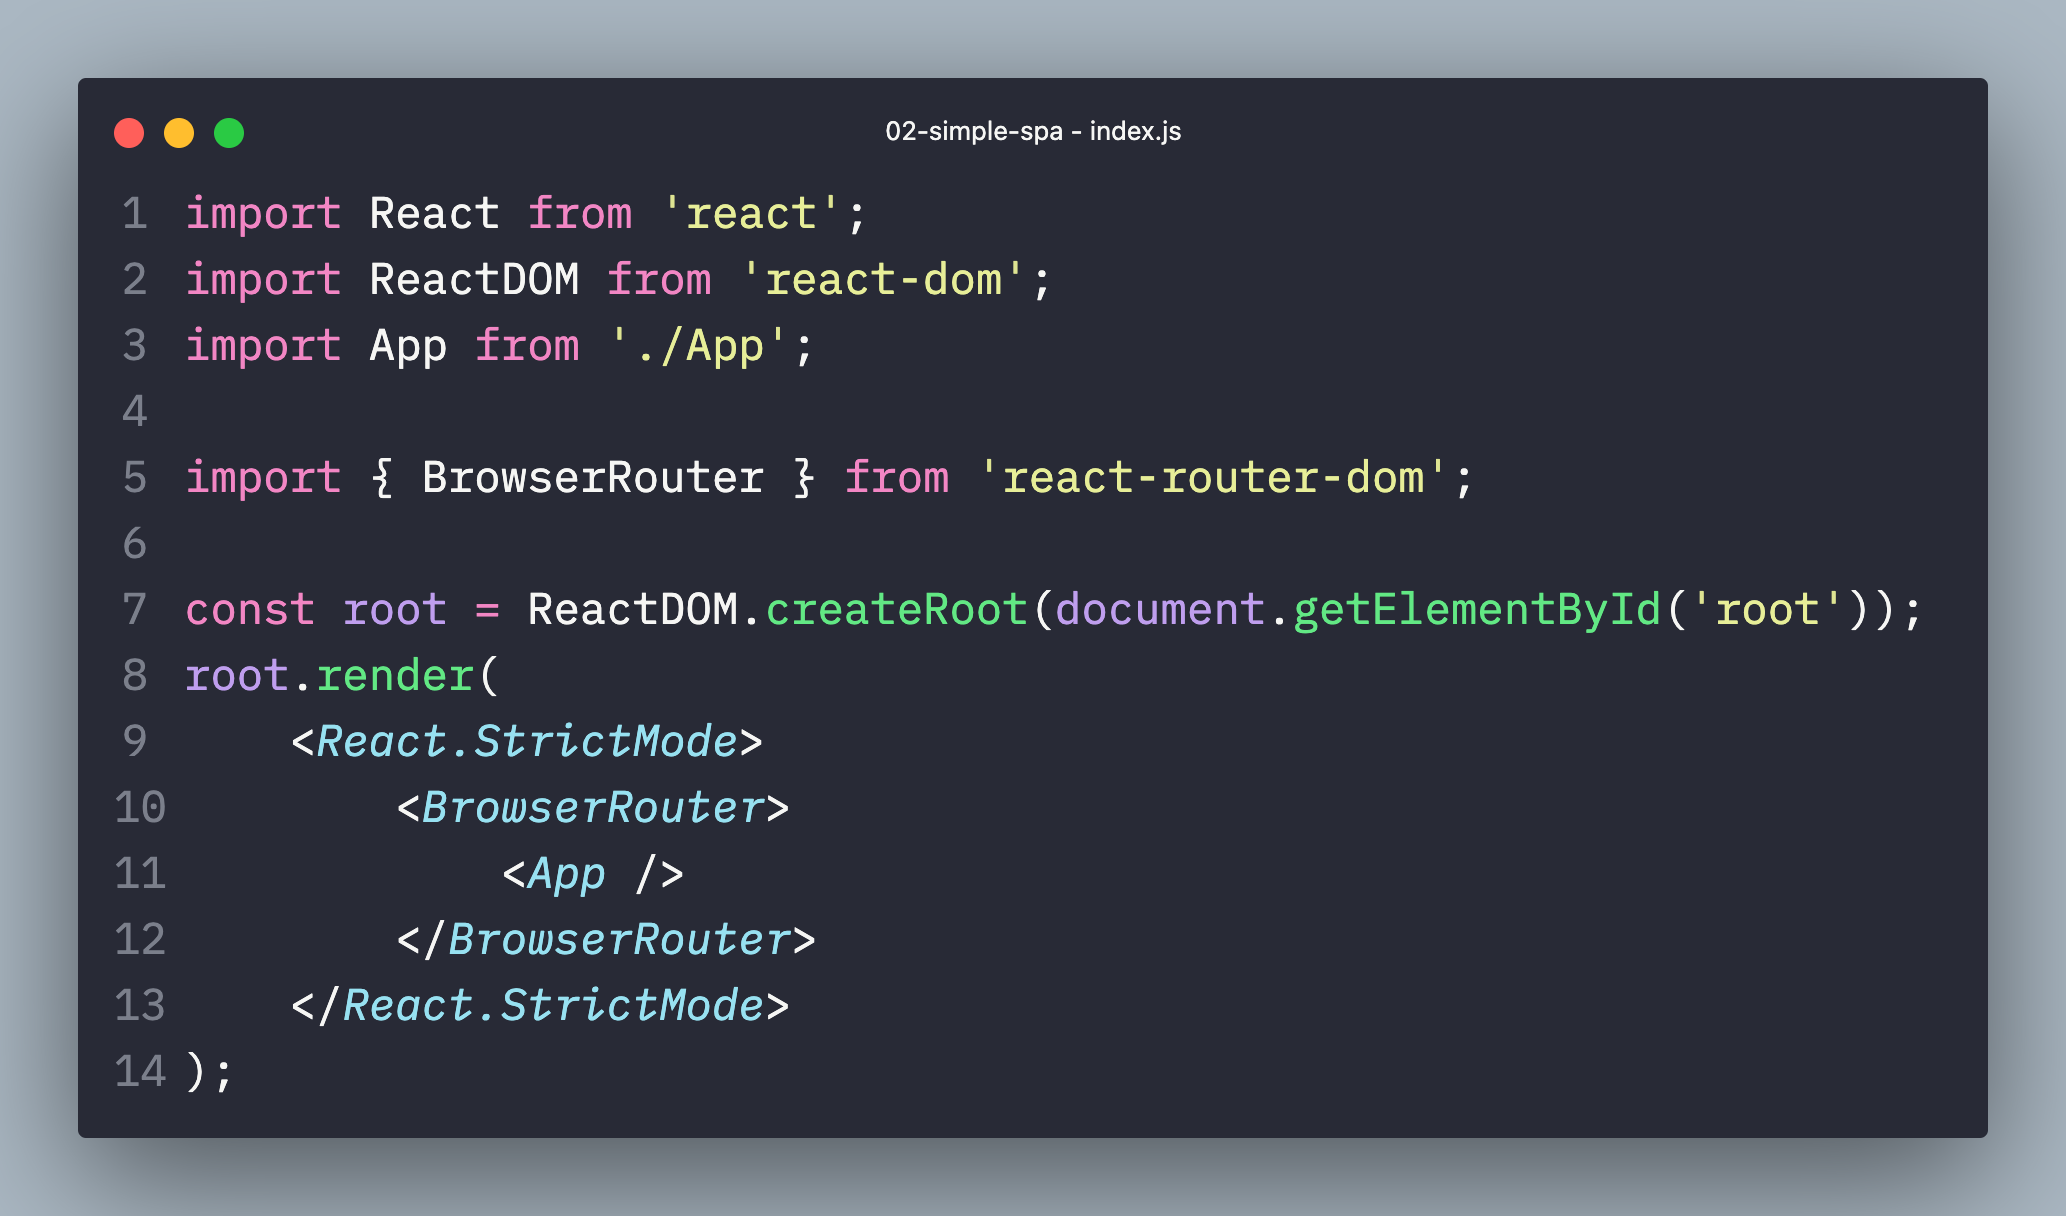 02-simple-spa - index.js
1 import React from 'react';
2 import ReactDOM from 'react-dom';
3 import App from './App';
4
5 import { BrowserRouter } from 'react-router-dom';
6
7 const root = ReactDOM.createRoot(document.getElementById('root'));
8 root.render(
9     <React.StrictMode>
10         <BrowserRouter>
11             <App />
12         </BrowserRouter>
13     </React.StrictMode>
14 );